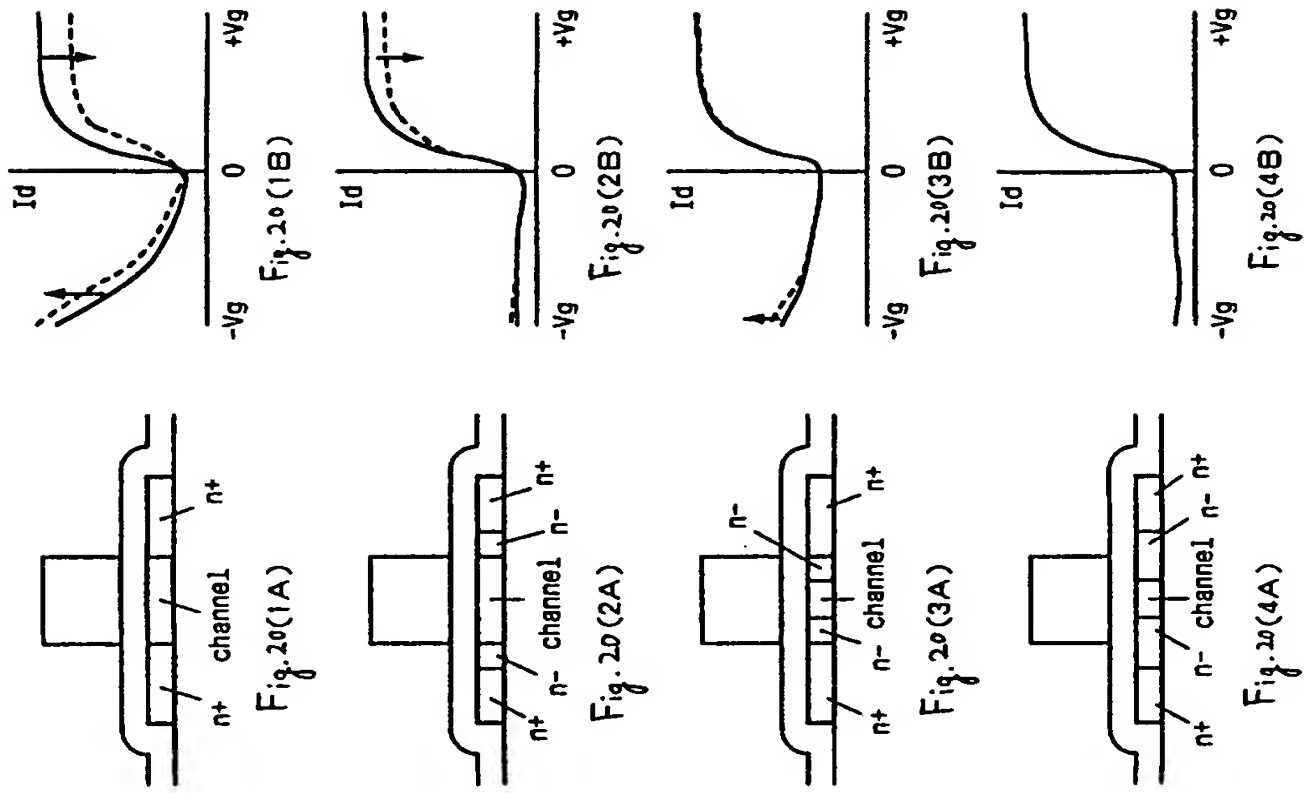 n+
channel
n+
Fig.20(1A)
Id
-Vg
0
+Vg
Fig.20(1B)
n+
n-
channel
n-
n+
Fig.20(2A)
Id
-Vg
0
+Vg
Fig.20(2B)
n-
n+
n-
channel
n+
Fig.20(3A)
Id
-Vg
0
+Vg
Fig.20(3B)
n+
n-
channel
n-
n+
Fig.20(4A)
Id
-Vg
0
+Vg
Fig.20(4B)